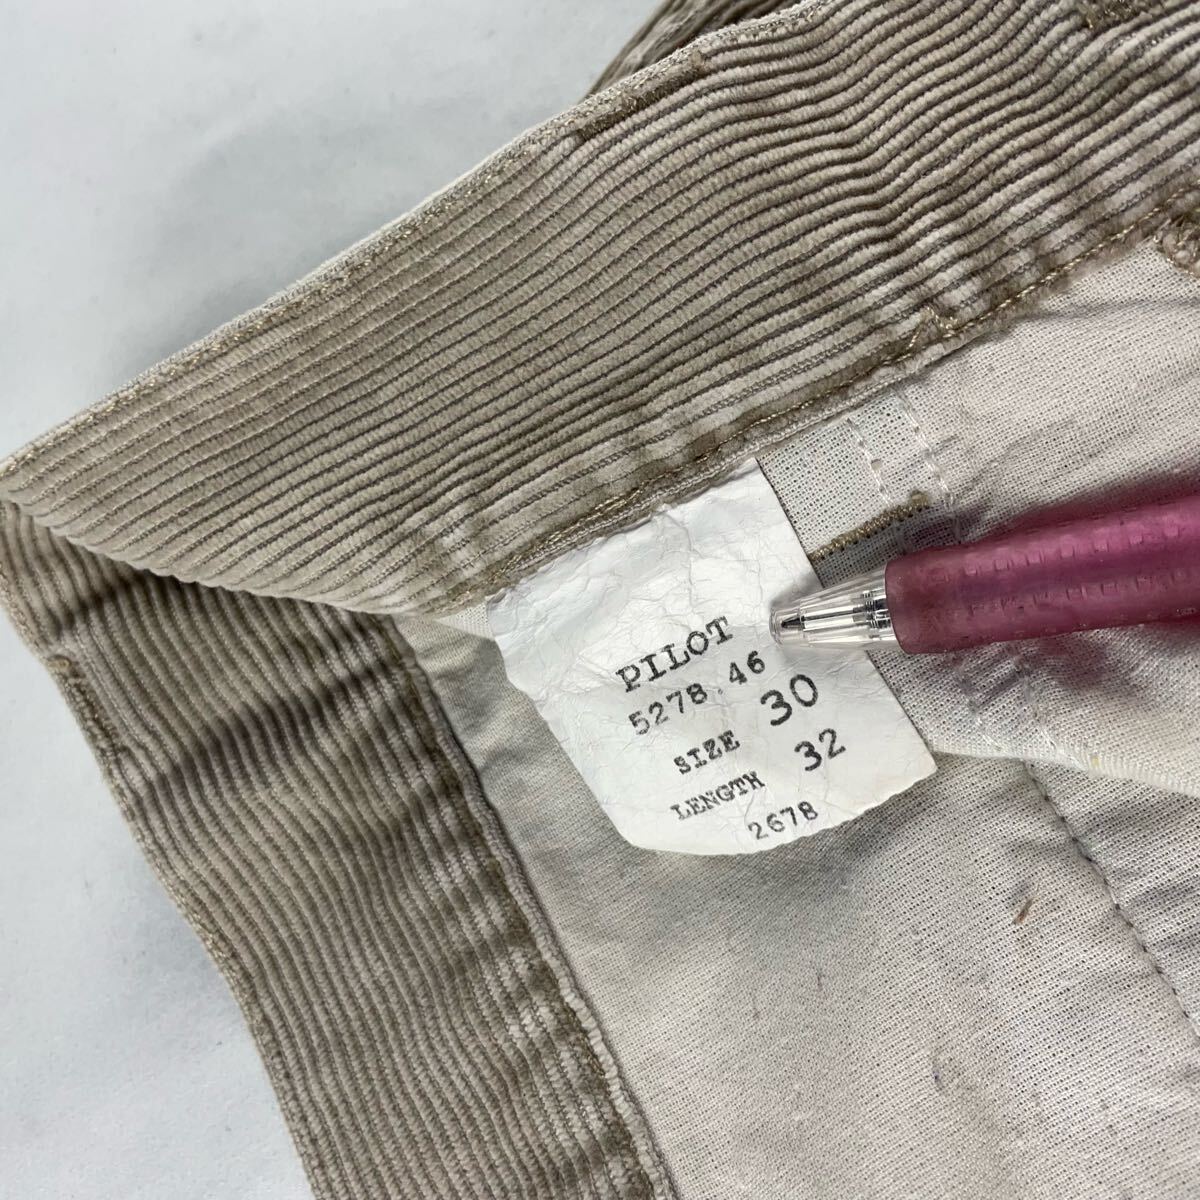 PILOT
5278.46
SIZE 30
LENGTH 32
2678